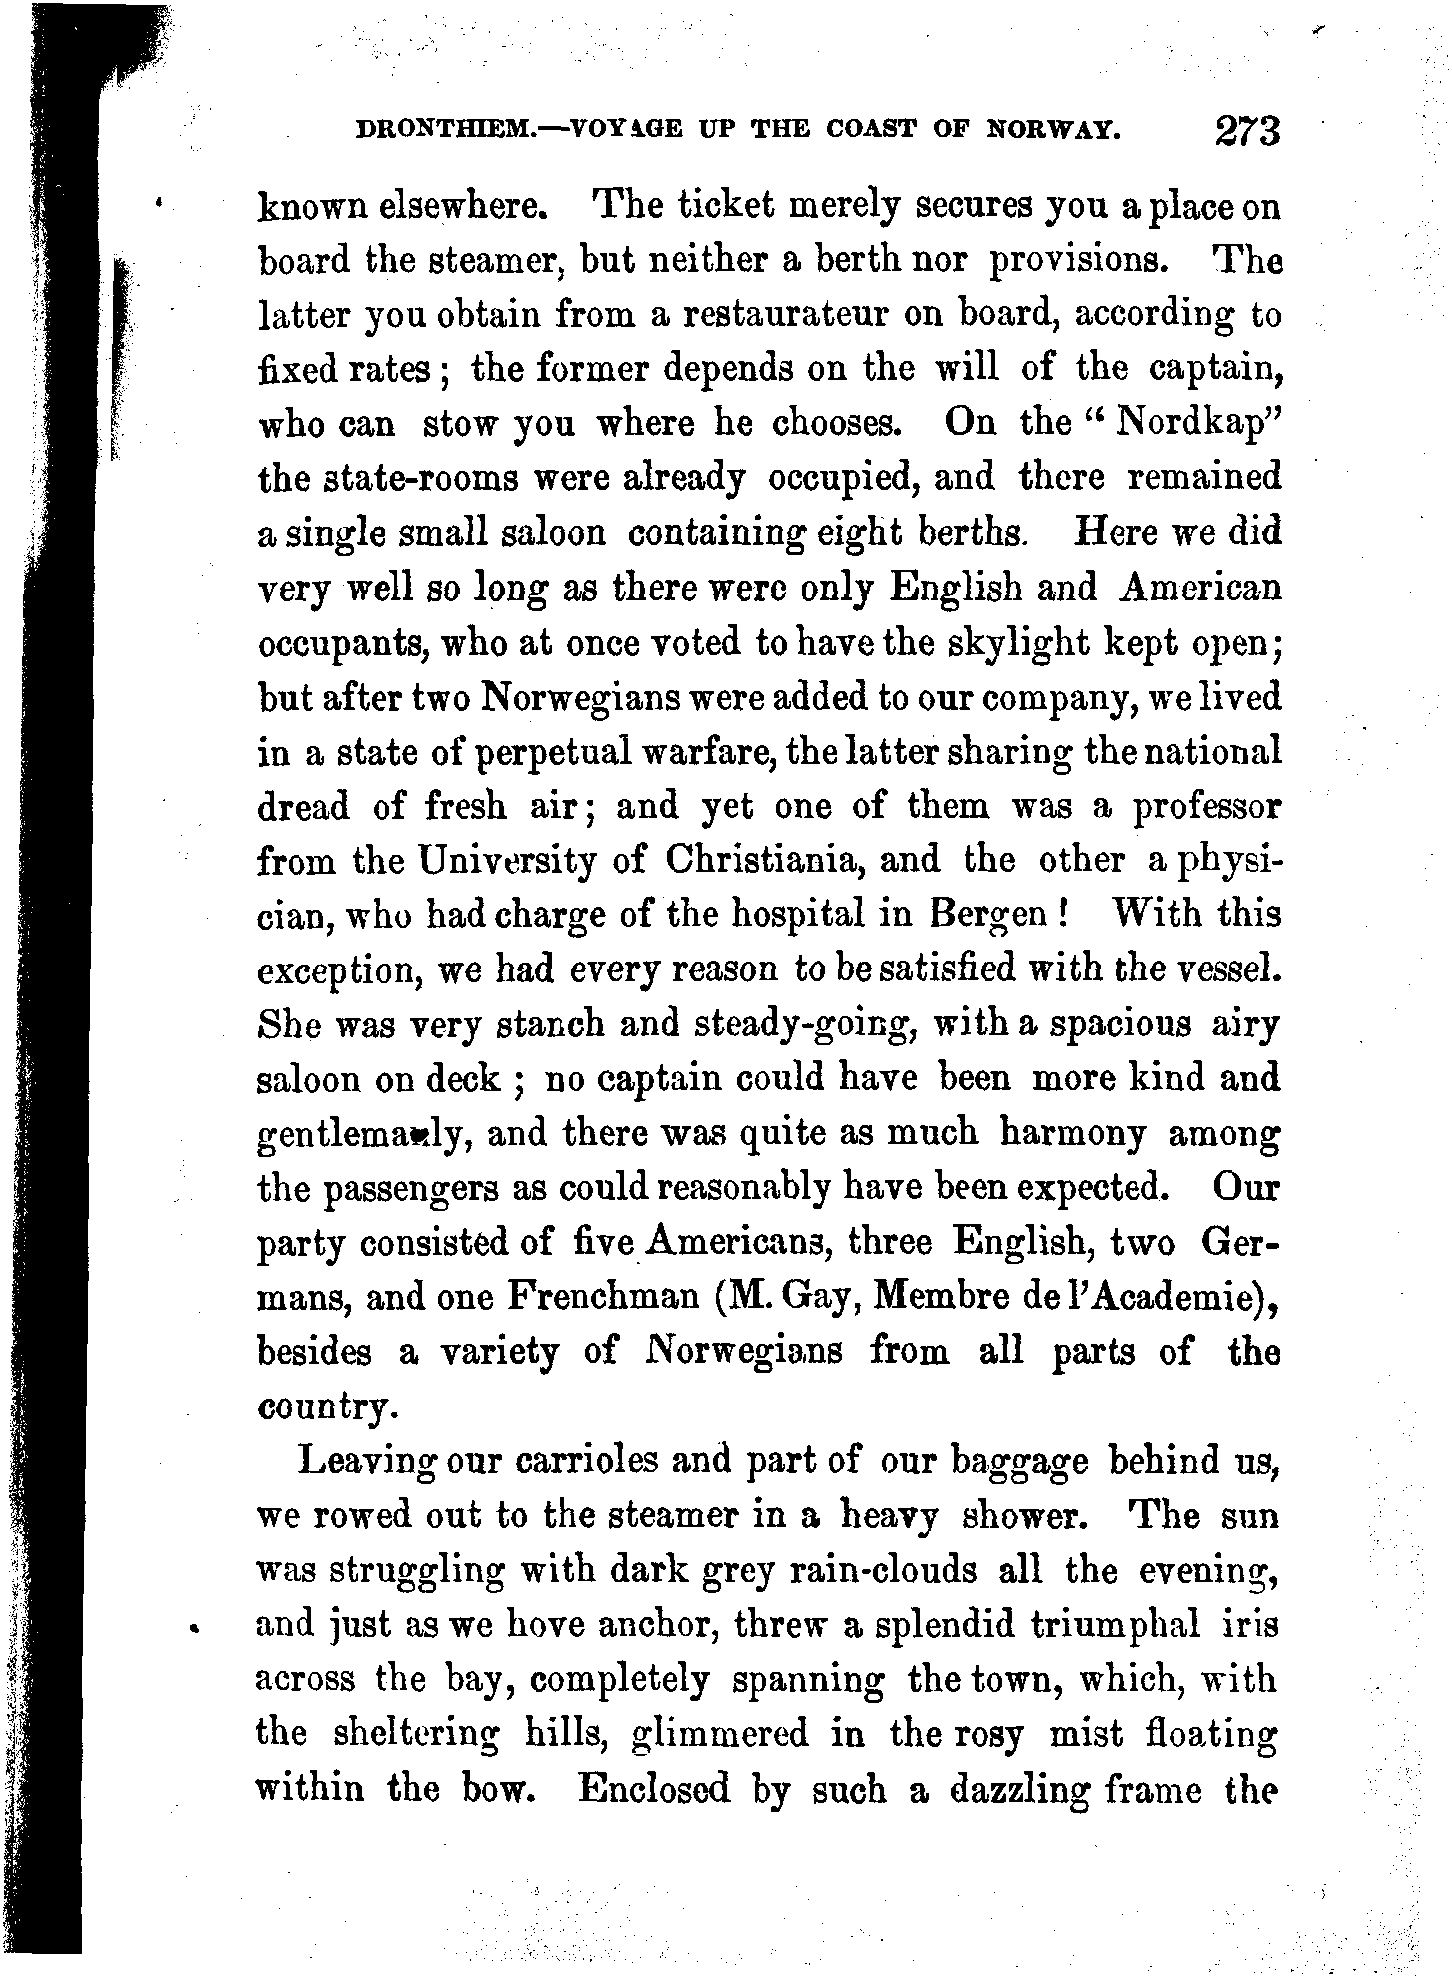 DRONTHIEM.—VOYAGE UP THE COAST OF NORWAY. 273
known elsewhere. The ticket merely secures you a place on
board the steamer, but neither a berth nor provisions. The
latter you obtain from a restaurateur on board, according to
fixed rates ; the former depends on the will of the captain,
who can stow you where he chooses. On the “ Nordkap”
the state-rooms were already occupied, and there remained
a single small saloon containing eight berths. Here we did
very well so long as there were only English and American
occupants, who at once voted to have the skylight kept open;
but after two Norwegians were added to our company, we lived
in a state of perpetual warfare, the latter sharing the national
dread of fresh air; and yet one of them was a professor
from the University of Christiania, and the other a physi-
cian, who had charge of the hospital in Bergen ! With this
exception, we had every reason to be satisfied with the vessel.
She was very stanch and steady-going, with a spacious airy
saloon on deck ; no captain could have been more kind and
gentlemanly, and there was quite as much harmony among
the passengers as could reasonably have been expected. Our
party consisted of five Americans, three English, two Ger-
mans, and one Frenchman (M. Gay, Membre de l’Academie),
besides a variety of Norwegians from all parts of the
country.
Leaving our carrioles and part of our baggage behind us,
we rowed out to the steamer in a heavy shower. The sun
was struggling with dark grey rain-clouds all the evening,
and just as we hove anchor, threw a splendid triumphal iris
across the bay, completely spanning the town, which, with
the sheltering hills, glimmered in the rosy mist floating
within the bow. Enclosed by such a dazzling frame the